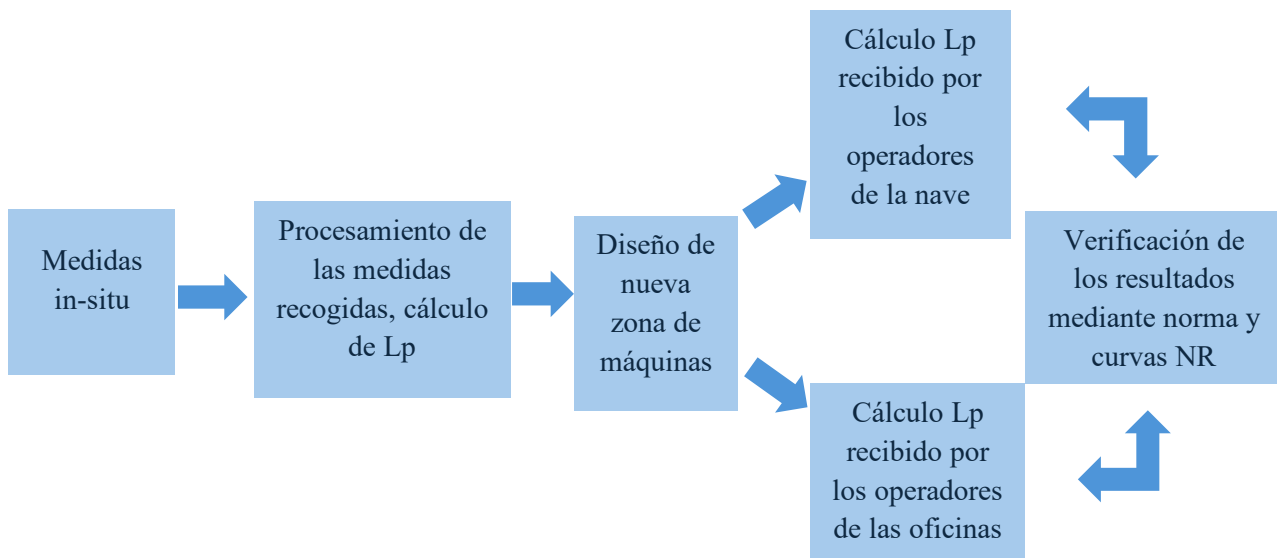 Medidas
in-situ
Procesamiento de
las medidas
recogidas, cálculo
de Lp
Diseño de
nueva
zona de
máquinas
Cálculo Lp
recibido por
los
operadores
de la nave
Cálculo Lp
recibido por
los operadores
de las oficinas
Verificación de
los resultados
mediante norma y
curvas NR